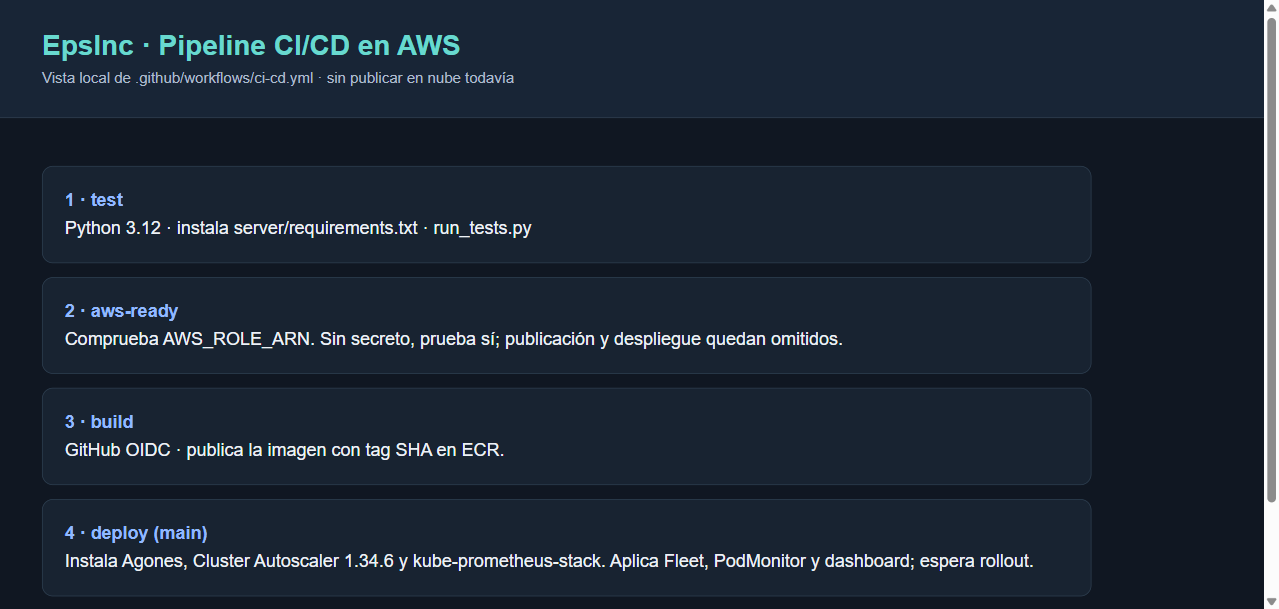 EpsInc · Pipeline CI/CD en AWS
Vista local de .github/workflows/ci-cd.yml · sin publicar en nube todavía
1 · test
Python 3.12 · instala server/requirements.txt · run_tests.py
2 · aws-ready
Comprueba AWS_ROLE_ARN. Sin secreto, prueba sí; publicación y despliegue quedan omitidos.
3 · build
GitHub OIDC · publica la imagen con tag SHA en ECR.
4 · deploy (main)
Instala Agones, Cluster Autoscaler 1.34.6 y kube-prometheus-stack. Aplica Fleet, PodMonitor y dashboard; espera rollout.